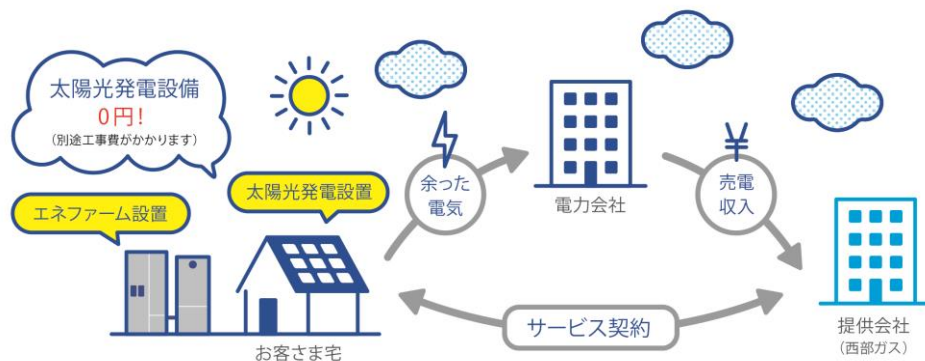 太陽光発電設備
0円！
（別途工事費がかかります）
太陽光発電設置
エネファーム設置
余った
電気
電力会社
¥
売電
収入
サービス契約
お客さま宅
提供会社
（西部ガス）